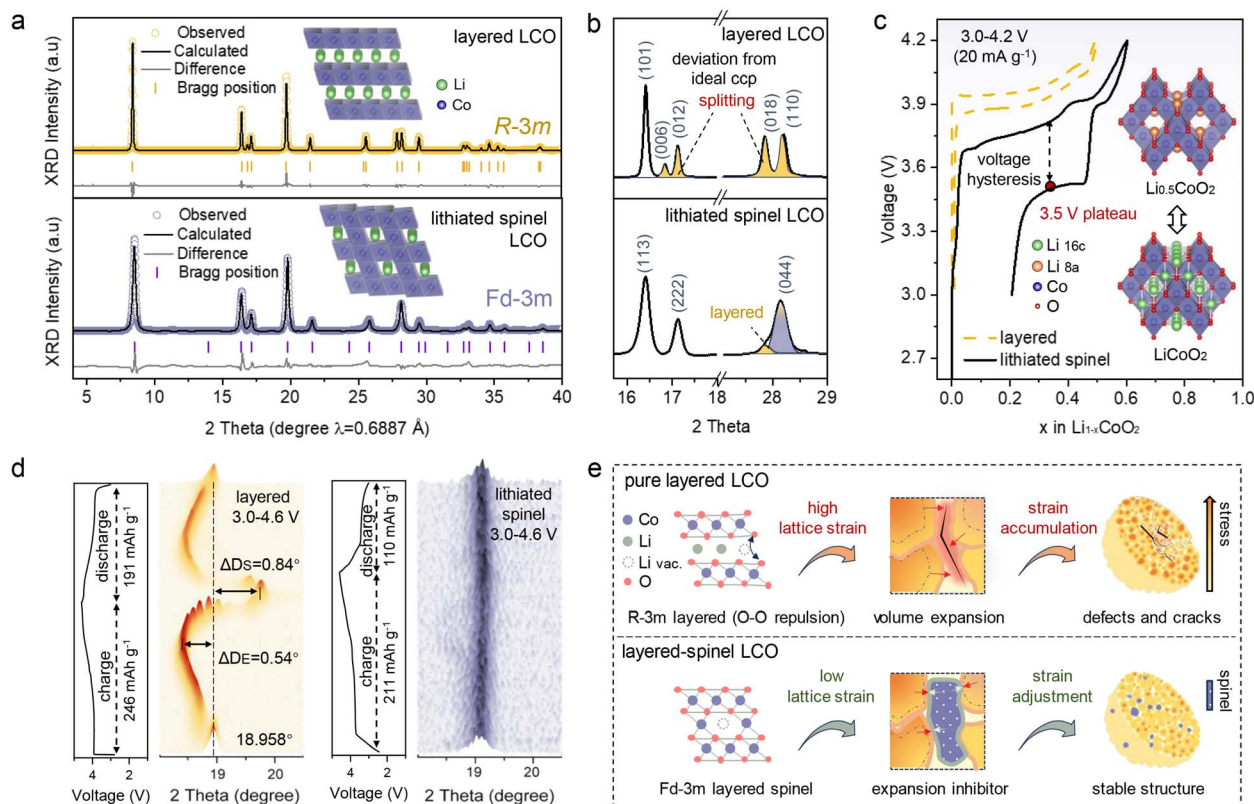 a
XRD Intensity (a.u)
Observed
Calculated
Difference
Bragg position
layered LCO
Li
Co
R-3m
XRD Intensity (a.u)
Observed
Calculated
Difference
Bragg position
lithiated spinel
LCO
Fd-3m
5 10 15 20 25 30 35 40
2 Theta (degree λ=0.6887 Å)
b
18
layered LCO
(101)
(006)
(012)
deviation from
ideal ccp
splitting
(018)
(110)
lithiated spinel LCO
(113)
(222)
(044)
layered
16 17 18 28 29
2 Theta
c
3.0-4.2 V
(20 mA g-1)
Voltage (V)
4.2
3.9
3.6
3.3
3.0
2.7
voltage
hysteresis
3.5 V plateau
Li0.5CoO2
Li 16c
Li 8a
Co
O
LiCoO2
layered
lithiated spinel
0.0 0.2 0.4 0.6 0.8 1.0
x in Li1-xCoO2
d
discharge
191 mAh g-1
charge
246 mAh g-1
4 2
Voltage (V)
layered
3.0-4.6 V
ΔDS=0.84°
ΔDE=0.54°
18.958°
19 20
2 Theta (degree)
discharge
110 mAh g-1
charge
211 mAh g-1
4 2
Voltage (V)
lithiated
spinel
3.0-4.6 V
19 20
2 Theta (degree)
e
pure layered LCO
Co
Li
Li vac.
O
R-3m layered (O-O repulsion)
high
lattice strain
volume expansion
strain
accumulation
defects and cracks
stress
layered-spinel LCO
Fd-3m layered spinel
low
lattice strain
expansion inhibitor
strain
adjustment
stable structure
spinel